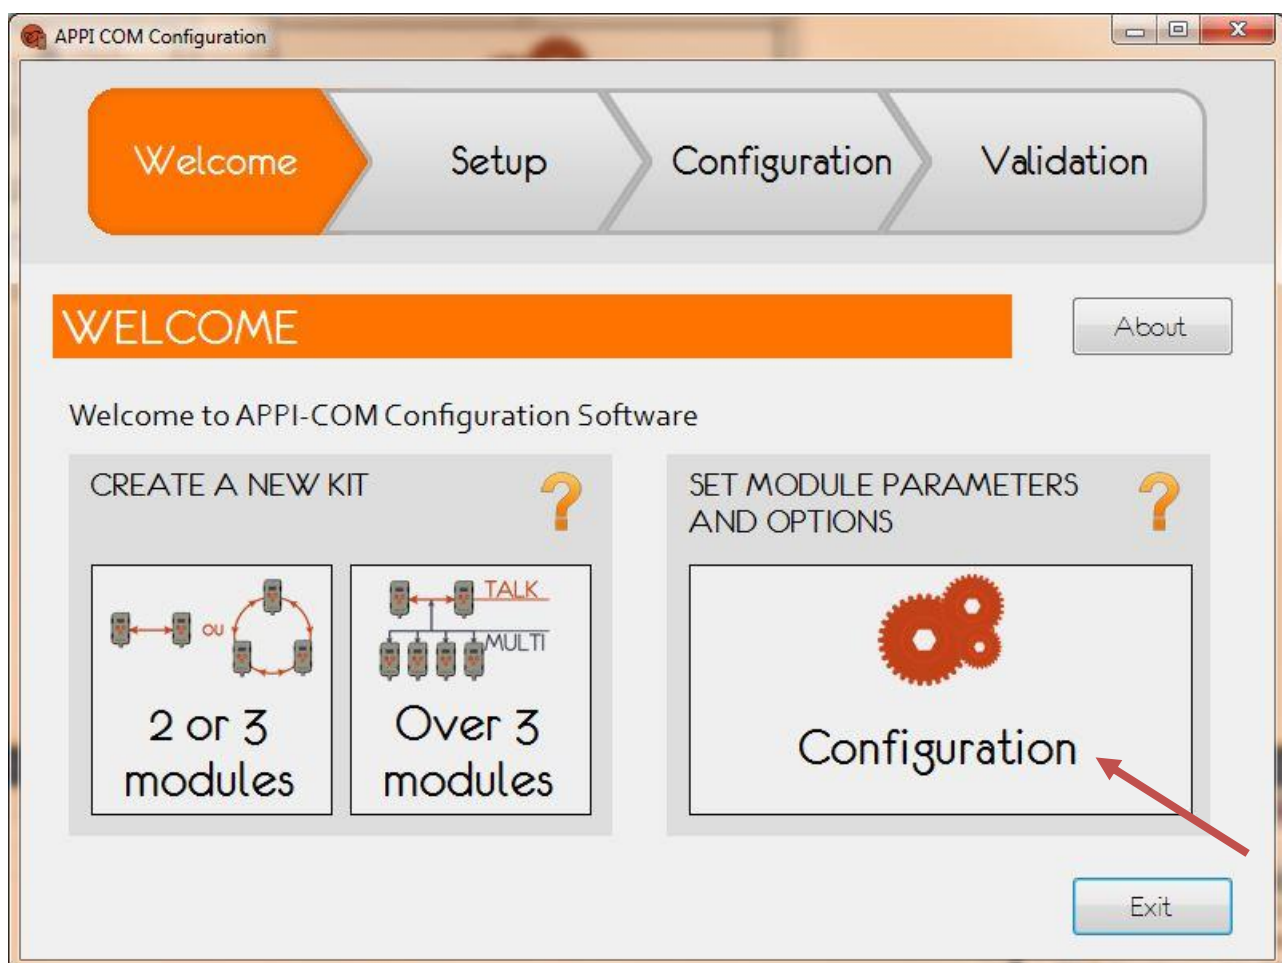 APPI COM Configuration
Welcome
Setup
Configuration
Validation
WELCOME
About
Welcome to APPI-COM Configuration Software
CREATE A NEW KIT
?
OU
2 or 3
modules
TALK
MULTI
Over 3
modules
SET MODULE PARAMETERS
AND OPTIONS
?
Configuration
Exit